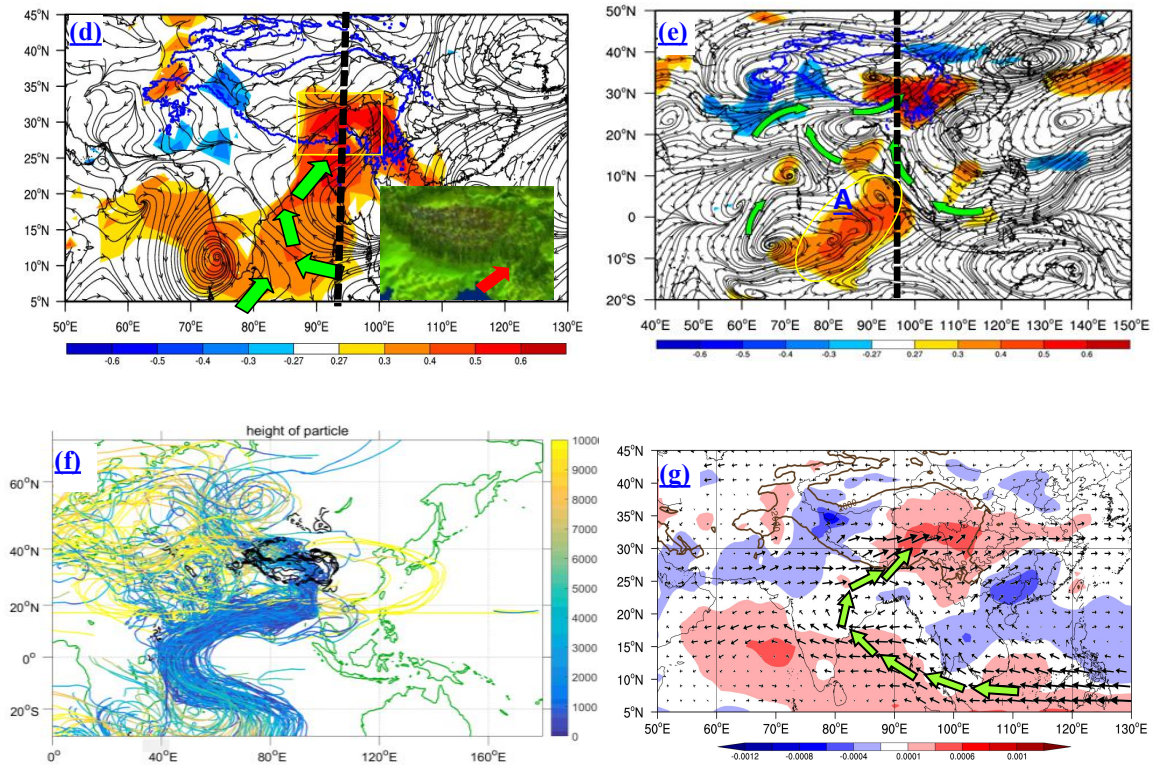 (d)
45°N
40°N
35°N
30°N
25°N
20°N
15°N
10°N
5°N
50°E 60°E 70°E 80°E 90°E 100°E 110°E 120°E 130°E
-0.6 -0.5 -0.4 -0.3 -0.27 0.27 0.3 0.4 0.5 0.6
(e)
50°N
40°N
30°N
20°N
10°N
0
10°S
20°S
A
40°E 50°E 60°E 70°E 80°E 90°E 100°E 110°E 120°E 130°E 140°E 150°E
-0.6 -0.5 -0.4 -0.3 -0.27 0.27 0.3 0.4 0.5 0.6
height of particle
(f)
60°N
40°N
20°N
0°
20°S
0° 40°E 80°E 120°E 160°E
10000
9000
8000
7000
6000
5000
4000
3000
2000
1000
0
(g)
45°N
40°N
35°N
30°N
25°N
20°N
15°N
10°N
5°N
50°E 60°E 70°E 80°E 90°E 100°E 110°E 120°E 130°E
-0.0012 -0.0008 -0.0004 0.0001 0.0006 0.001